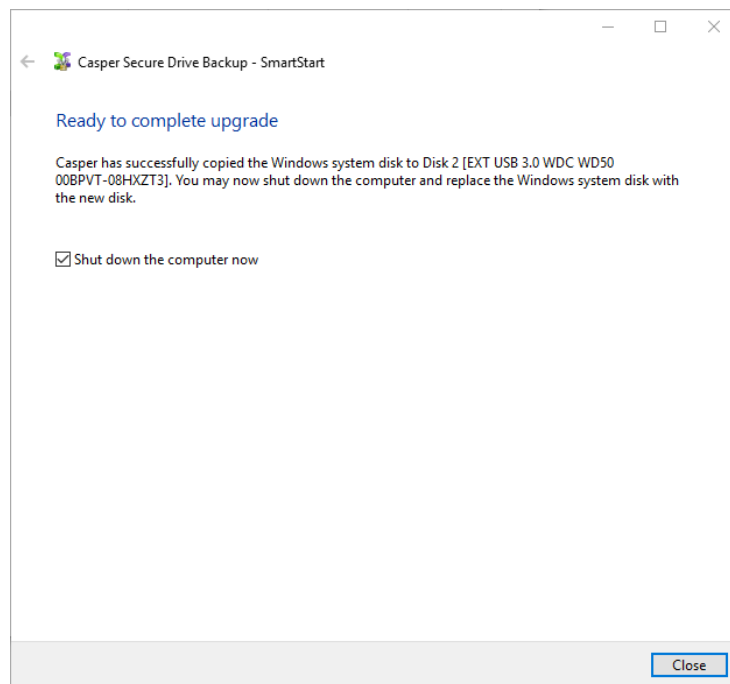 Casper Secure Drive Backup - SmartStart
Ready to complete upgrade
Casper has successfully copied the Windows system disk to Disk 2 [EXT USB 3.0 WDC WD50
00BPVT-08HXZT3]. You may now shut down the computer and replace the Windows system disk with
the new disk.
Shut down the computer now
Close